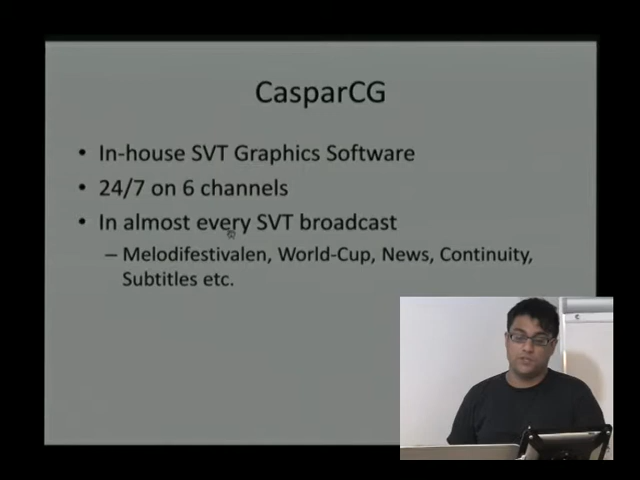 CasparCG
• In-house SVT Graphics Software
• 24/7 on 6 channels
• In almost every SVT broadcast
– Melodifestivalen, World-Cup, News, Continuity,
Subtitles etc.